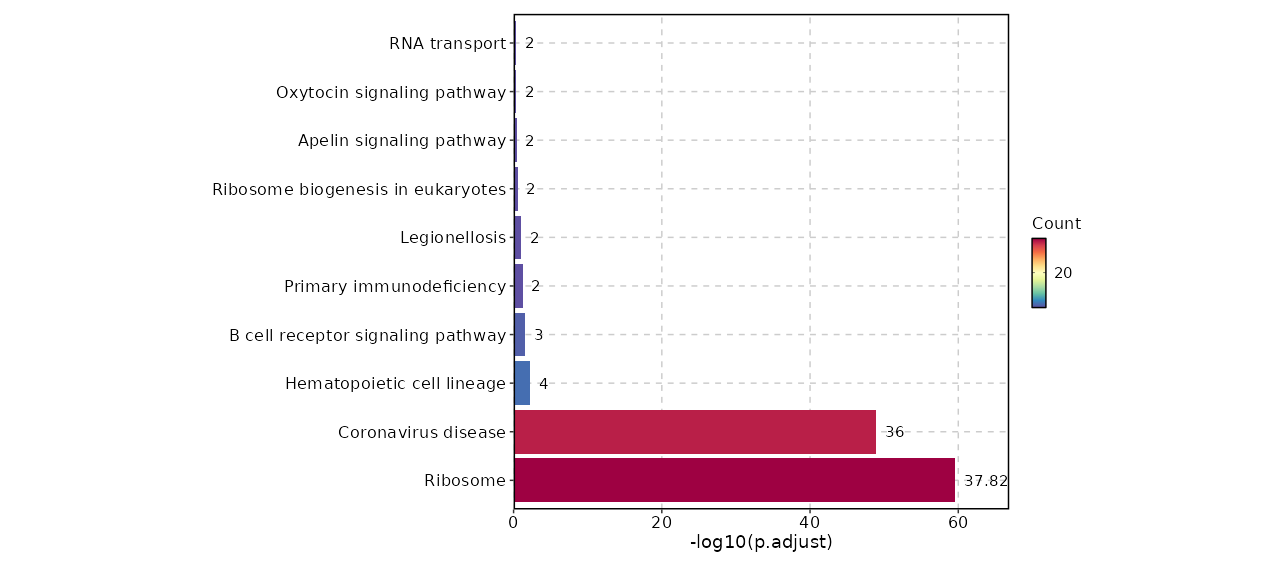 RNA transport 2
Oxytocin signaling pathway 2
Apelin signaling pathway 2
Ribosome biogenesis in eukaryotes 2
Legionellosis 2
Primary immunodeficiency 2
B cell receptor signaling pathway 3
Hematopoietic cell lineage 4
Coronavirus disease 36
Ribosome 37.82
0 20 40 60
-log10(p.adjust)
Count
20